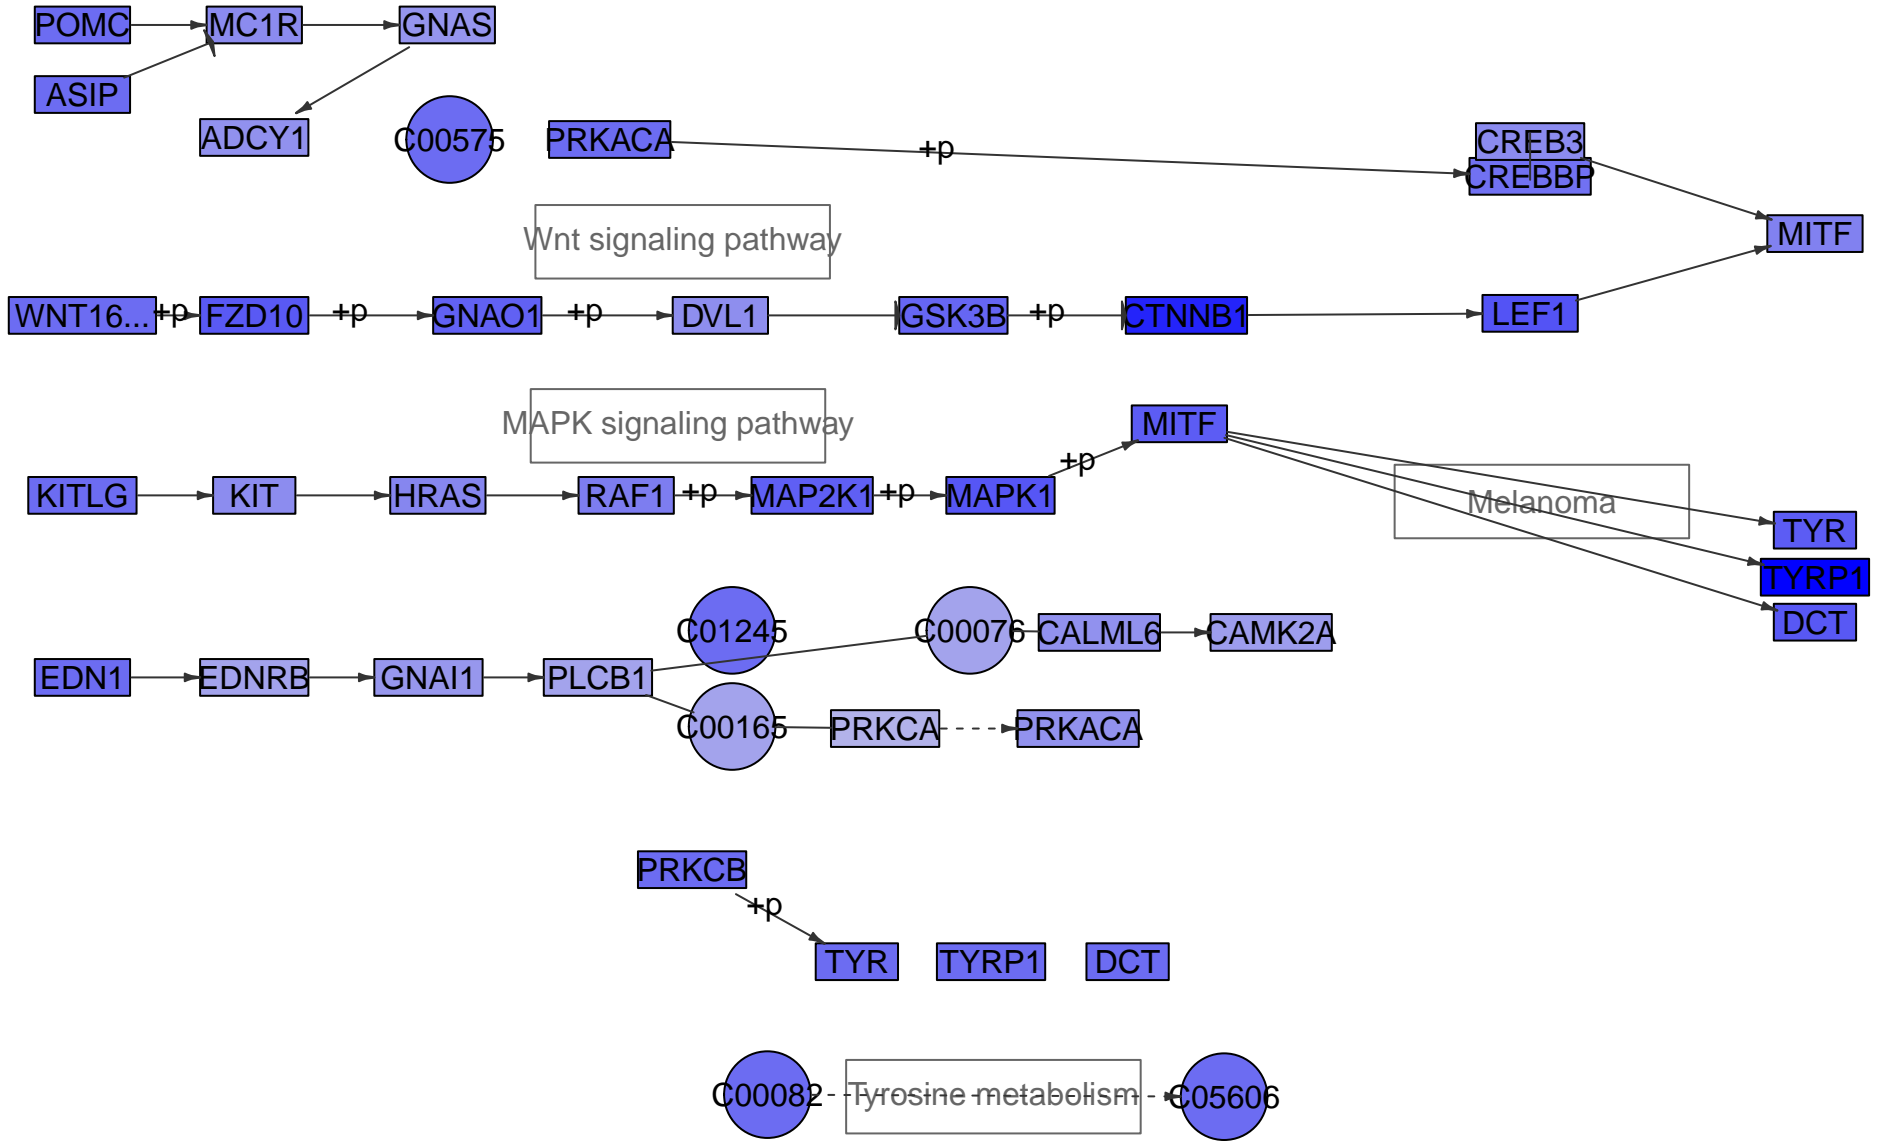 POMC
MC1R
GNAS
ASIP
ADCY1
C00575
PRKACA
+p
CREB3
CREBBP
Wnt signaling pathway
MITF
WNT16...
+p
FZD10
+p
GNAO1
+p
DVL1
GSK3B
+p
CTNNB1
LEF1
MAPK signaling pathway
MITF
+p
KITLG
KIT
HRAS
RAF1
+p
MAP2K1
+p
MAPK1
Melanoma
TYR
TYRP1
DCT
C01245
C00076
CALML6
CAMK2A
EDN1
EDNRB
GNAI1
PLCB1
C00165
PRKCA
PRKACA
PRKCB
+p
TYR
TYRP1
DCT
C00082
Tyrosine metabolism
C05606